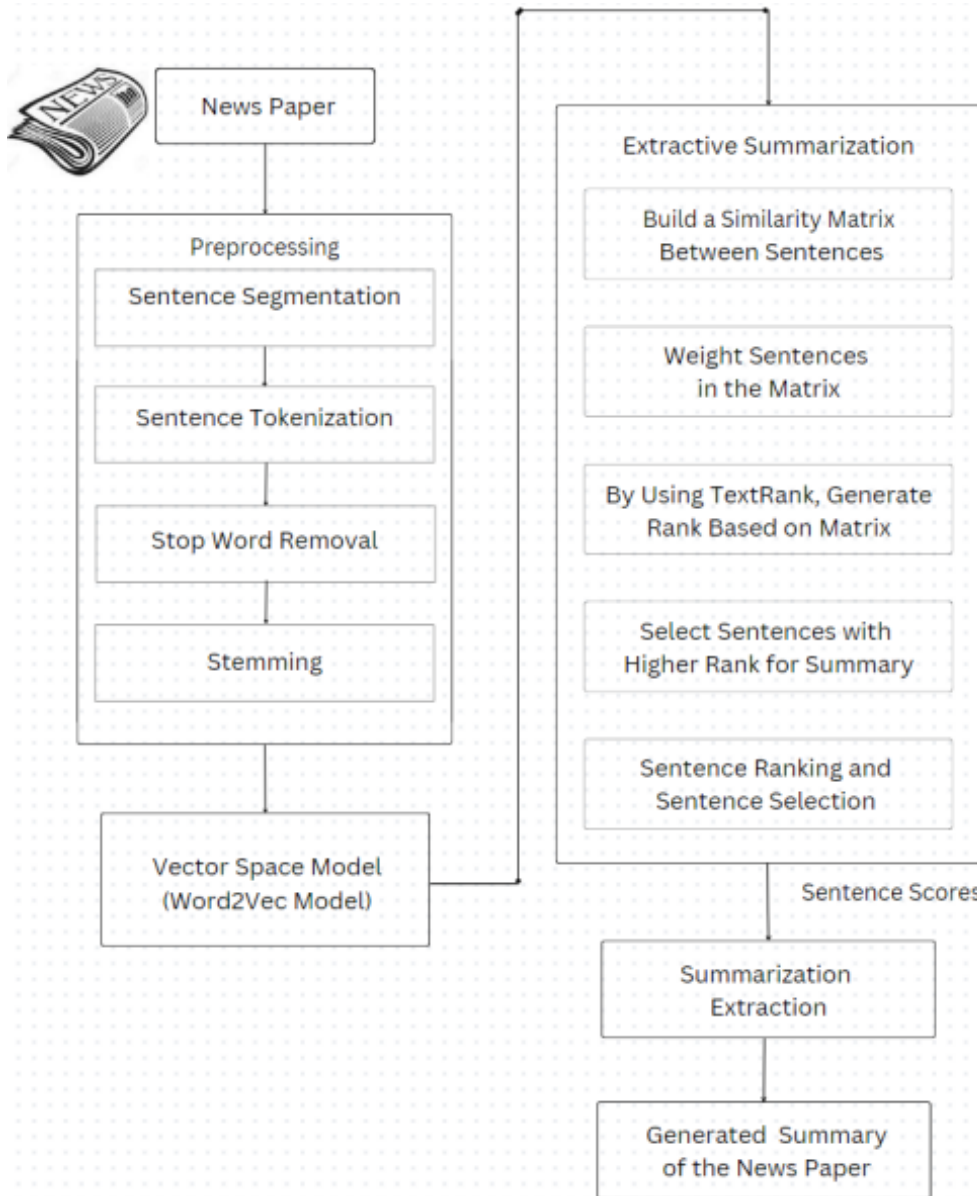 NEWS
News Paper
Preprocessing
Sentence Segmentation
Sentence Tokenization
Stop Word Removal
Stemming
Vector Space Model
(Word2Vec Model)
Extractive Summarization
Build a Similarity Matrix
Between Sentences
Weight Sentences
in the Matrix
By Using TextRank, Generate
Rank Based on Matrix
Select Sentences with
Higher Rank for Summary
Sentence Ranking and
Sentence Selection
Sentence Scores
Summarization
Extraction
Generated Summary
of the News Paper